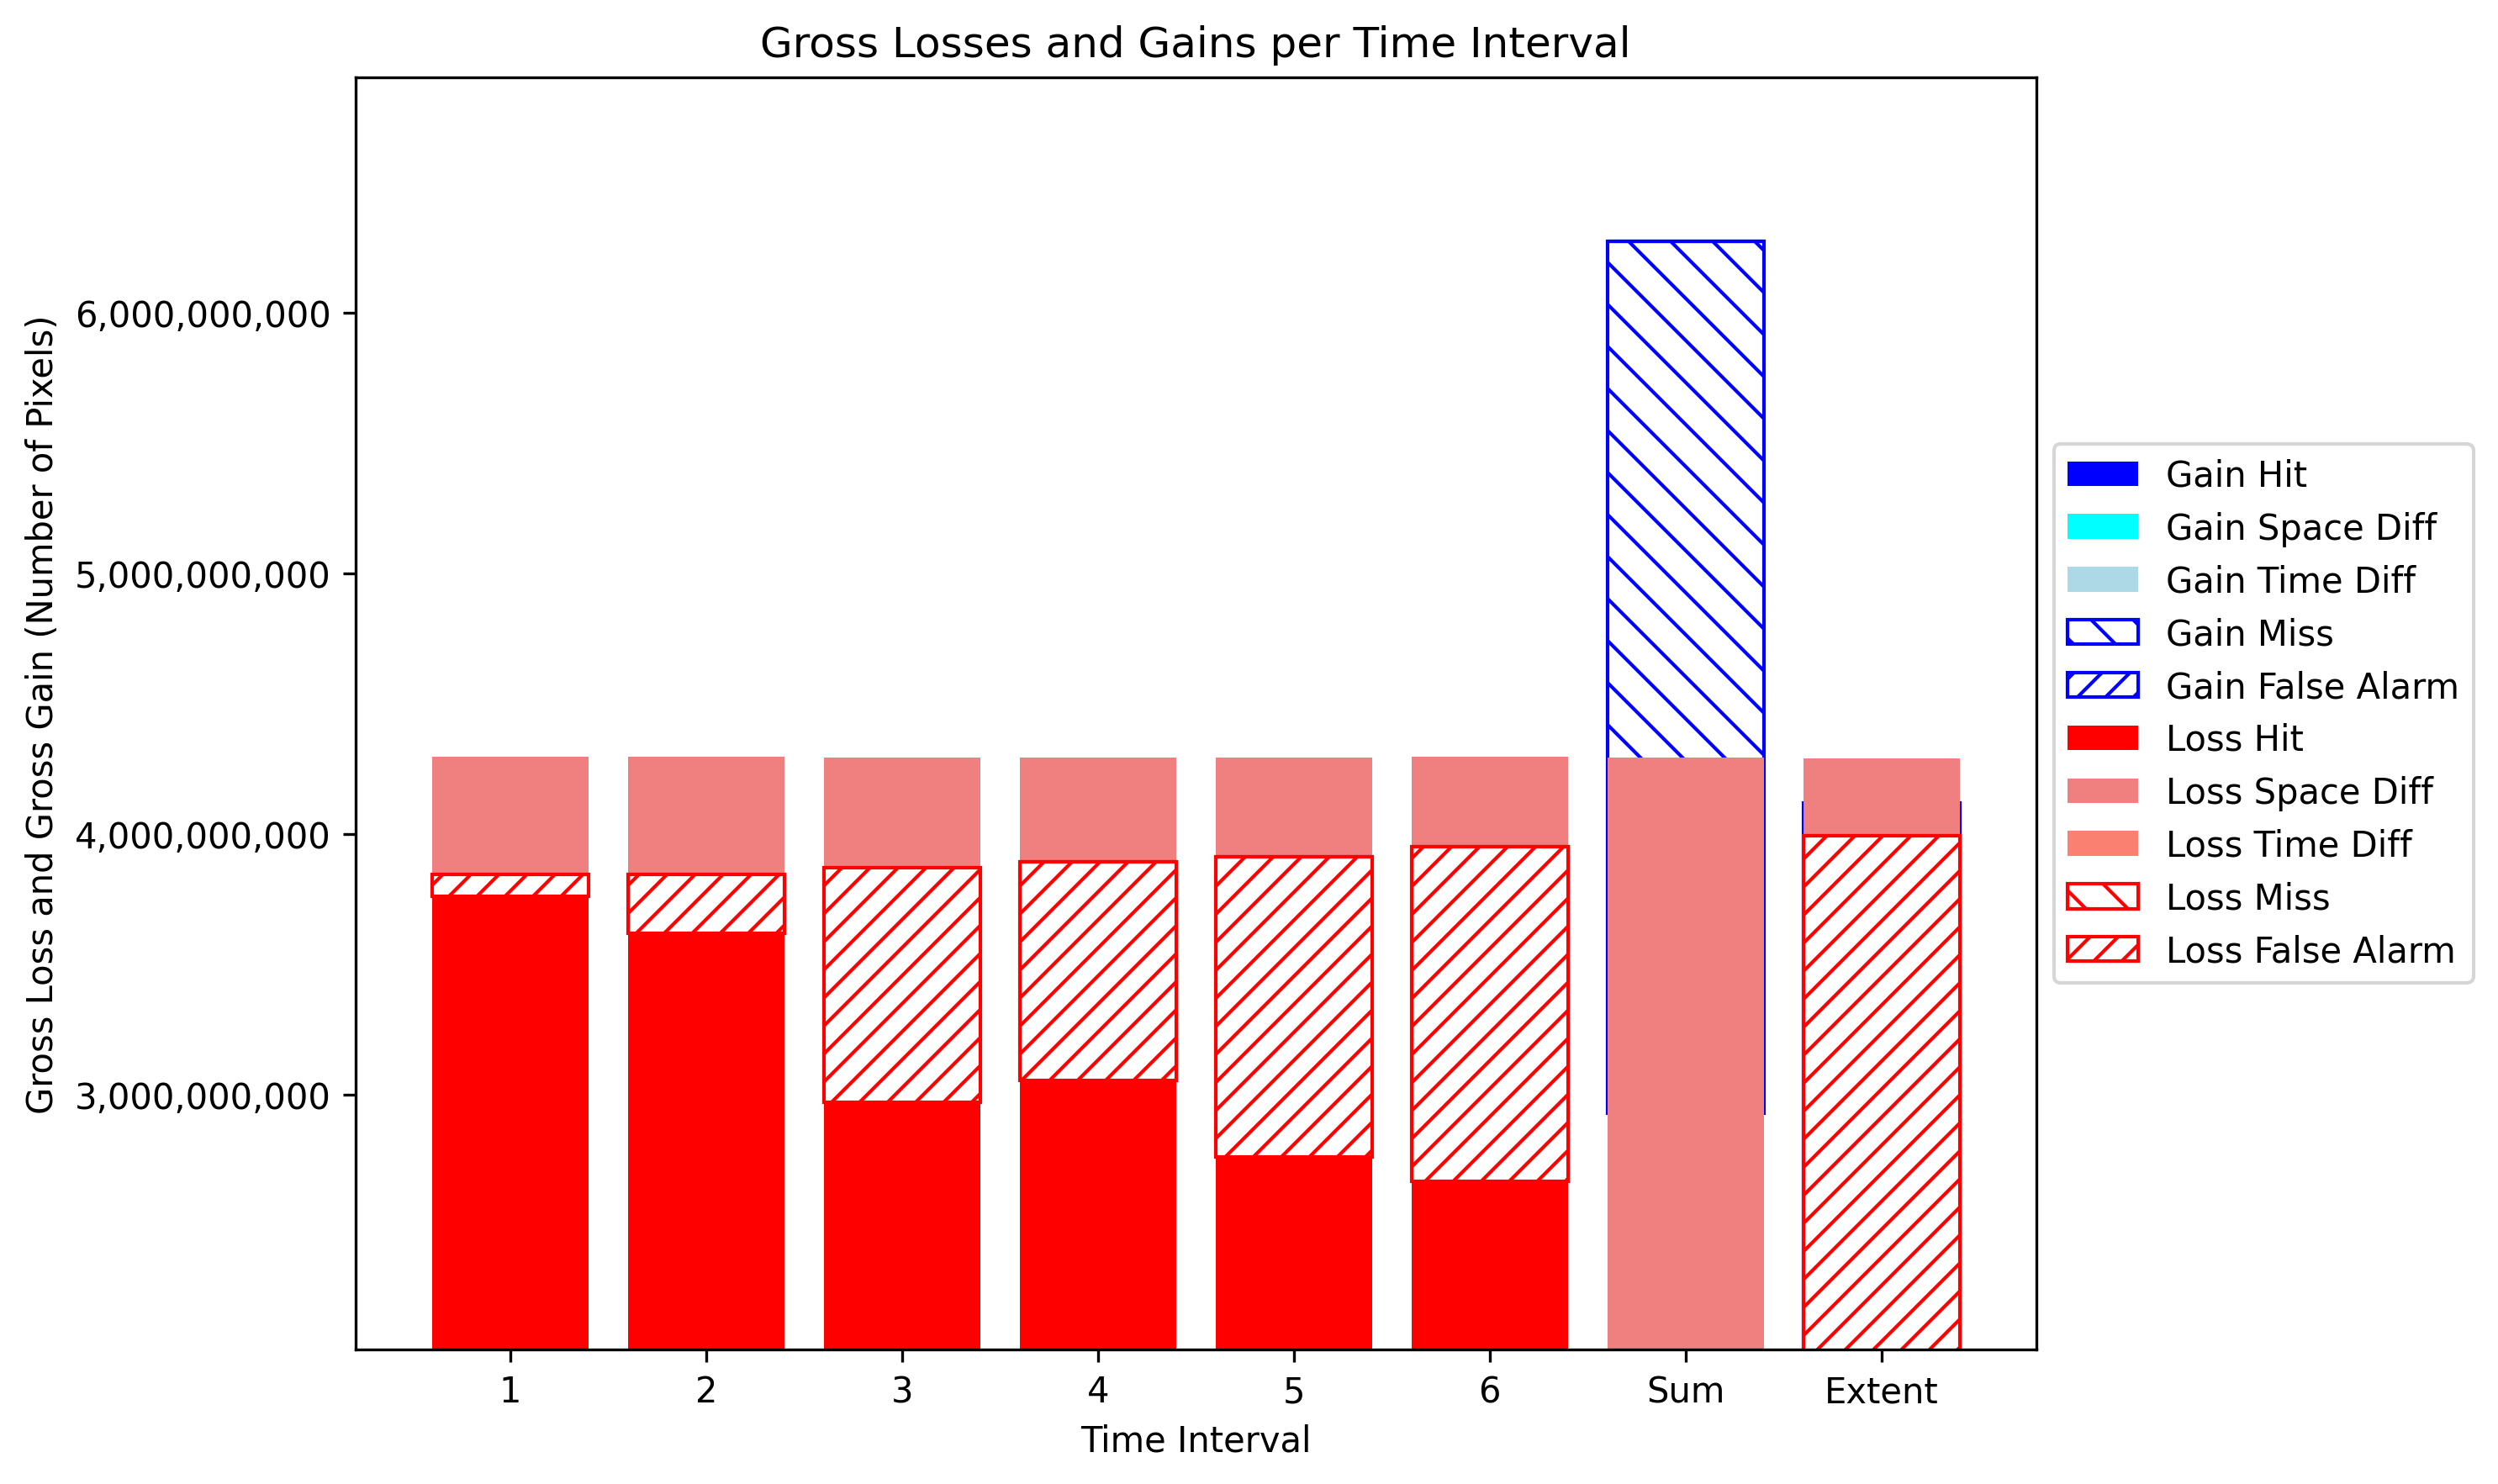 Gross Losses and Gains per Time Interval
Gross Loss and Gross Gain (Number of Pixels)
6,000,000,000
5,000,000,000
4,000,000,000
3,000,000,000
1 2 3 4 5 6 Sum Extent
Time Interval
Gain Hit
Gain Space Diff
Gain Time Diff
Gain Miss
Gain False Alarm
Loss Hit
Loss Space Diff
Loss Time Diff
Loss Miss
Loss False Alarm